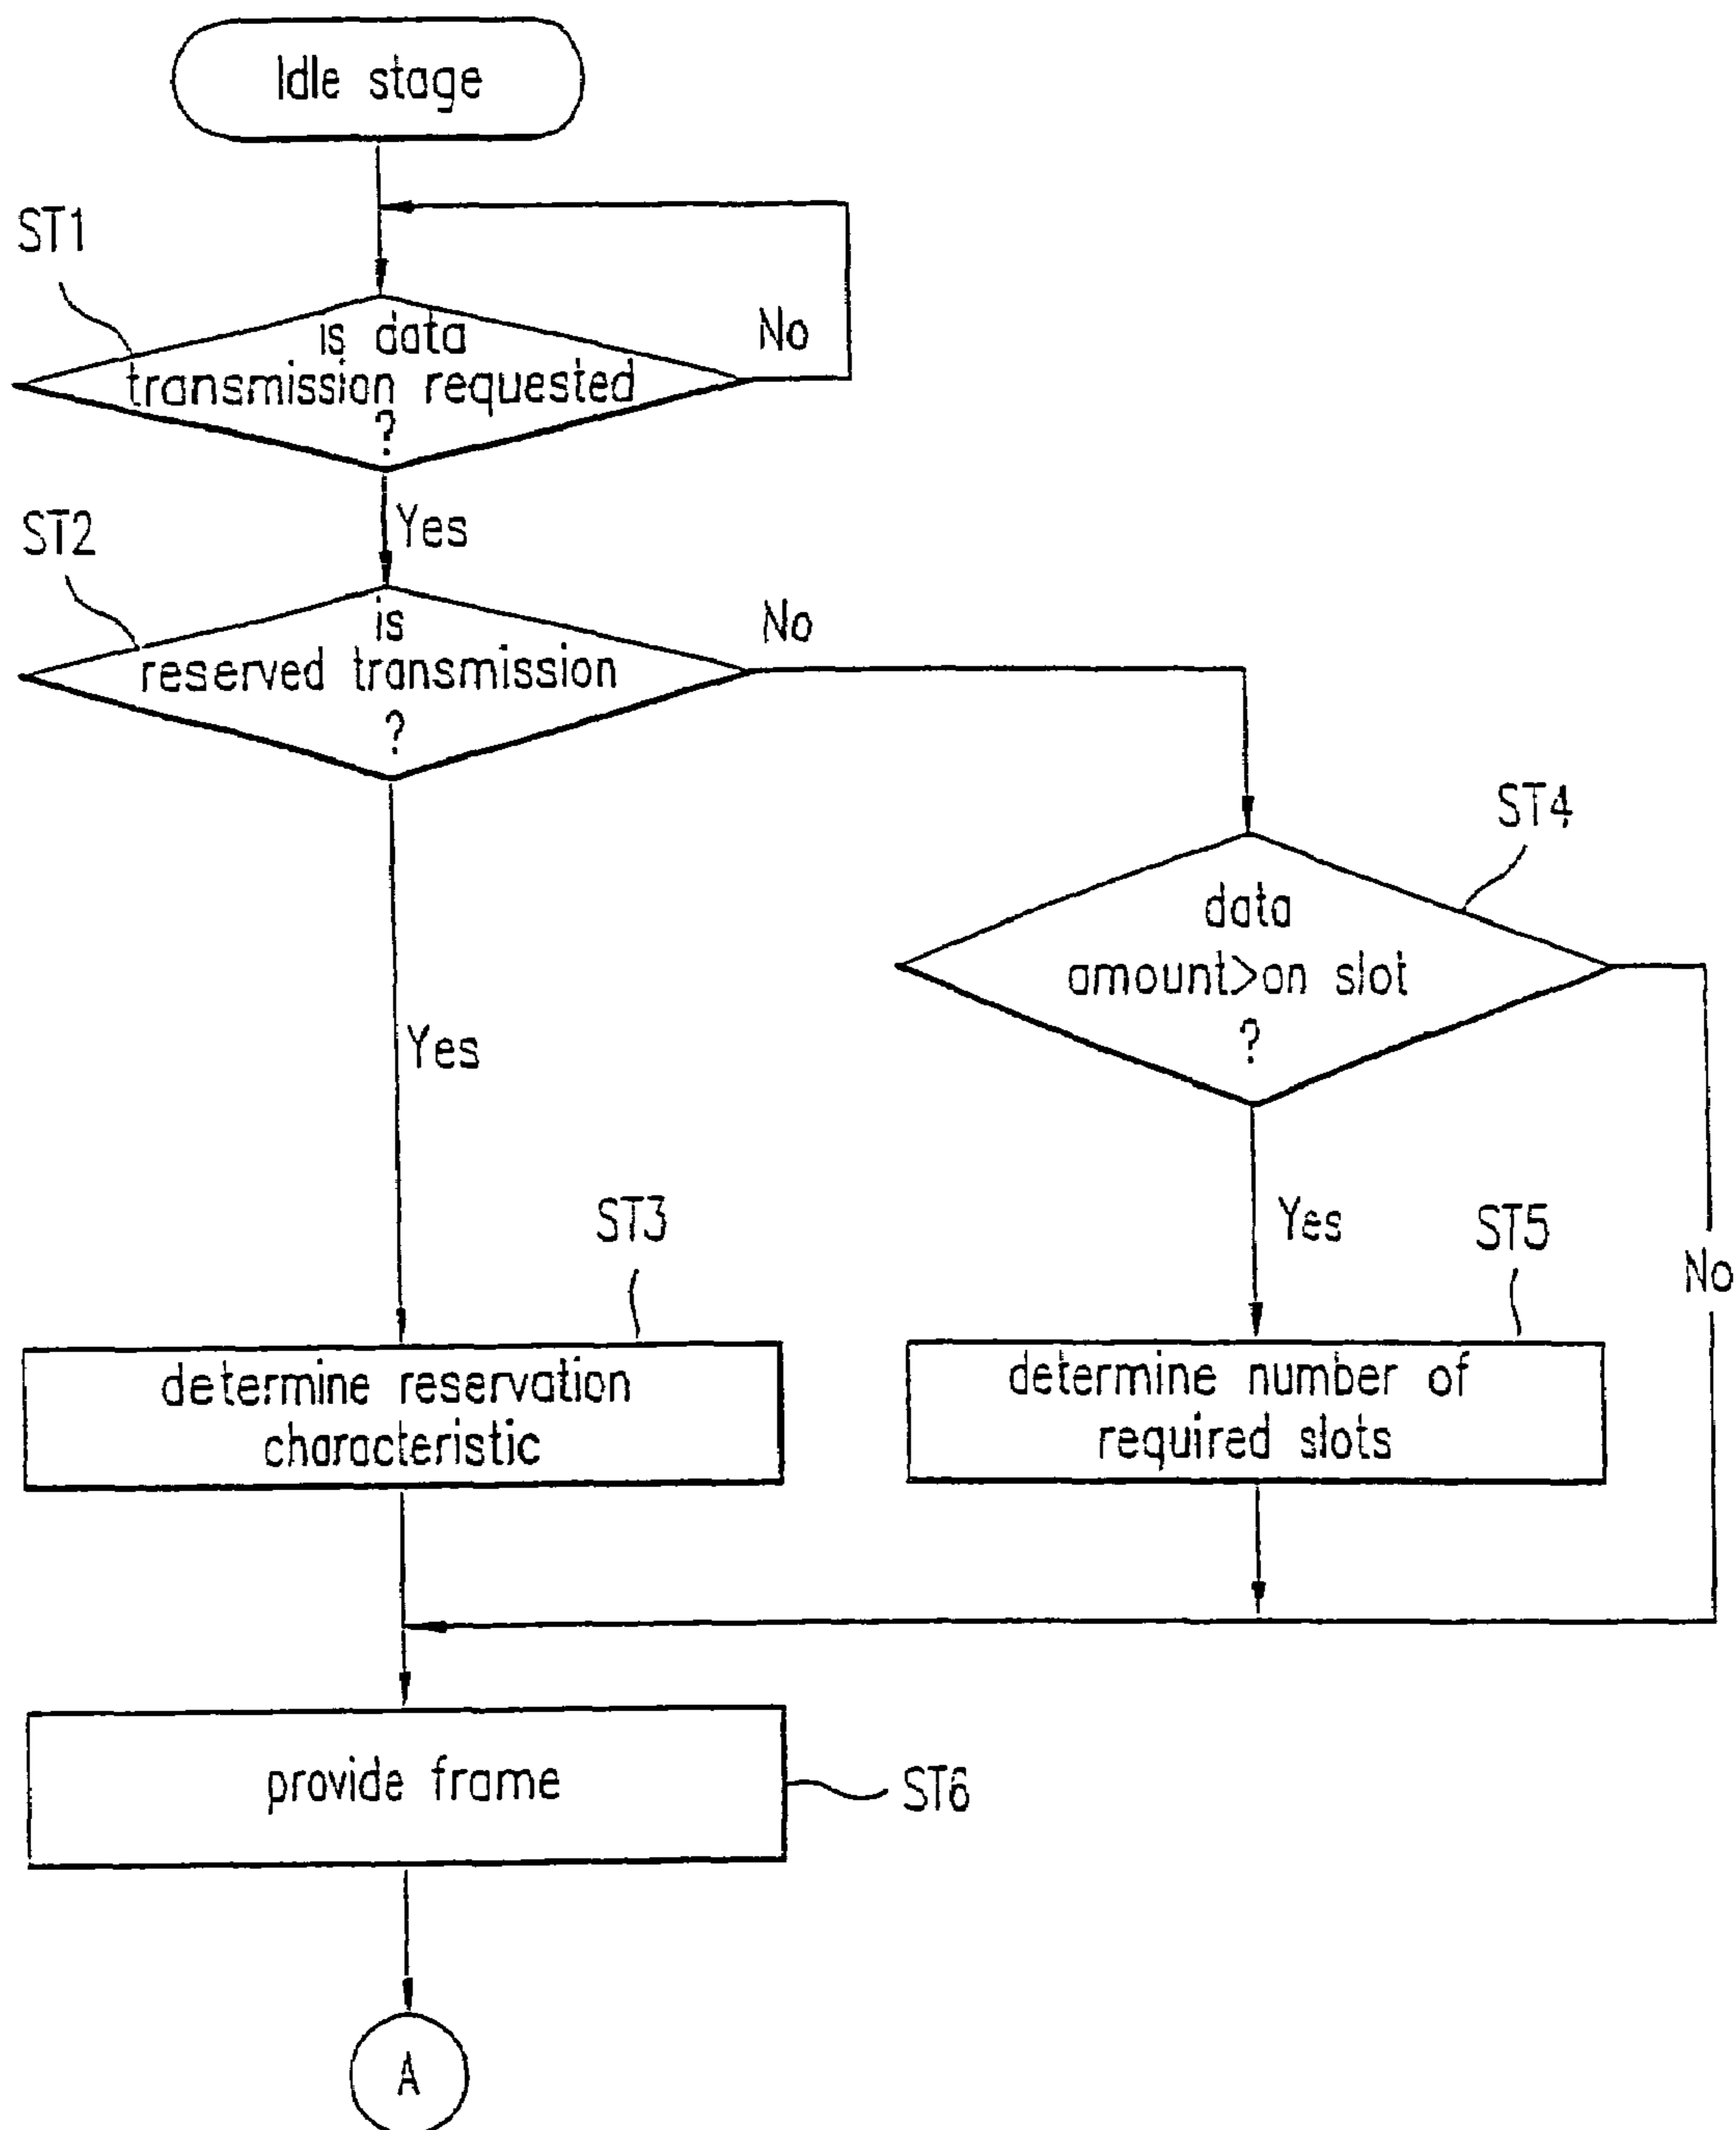 Idle stage
ST1
is data
transmission requested
?
No
Yes
ST2
is
reserved transmission
?
No
ST4
data
amount>an slot
?
Yes
Yes
No
ST3
determine reservation
characteristic
ST5
determine number of
required slots
provide frame
ST6
A